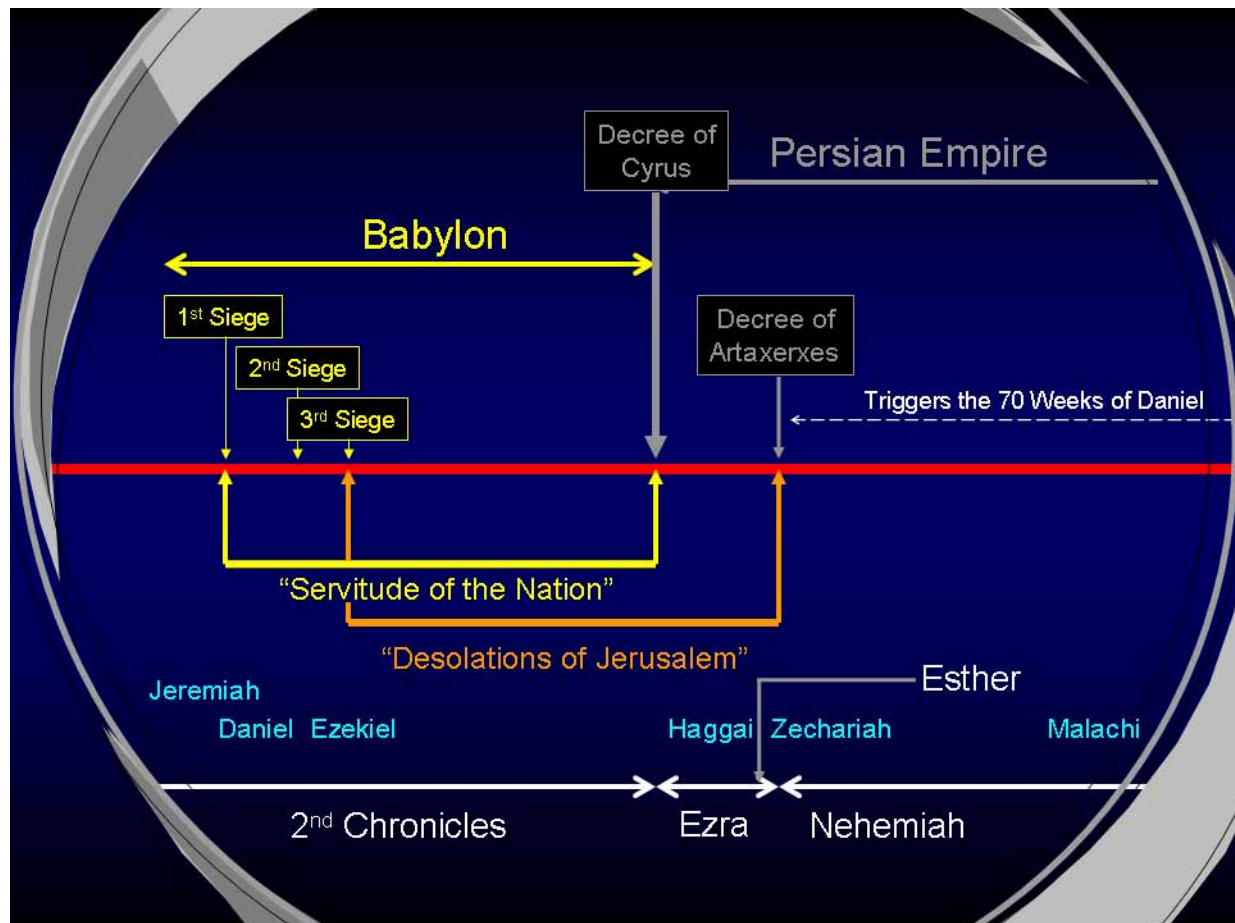 Decree of
Cyrus
Persian Empire
Babylon
1st Siege
Decree of
Artaxerxes
2nd Siege
3rd Siege
Triggers the 70 Weeks of Daniel
“Servitude of the Nation”
“Desolations of Jerusalem”
Esther
Jeremiah
Daniel Ezekiel Haggai Zechariah Malachi
2nd Chronicles Ezra Nehemiah